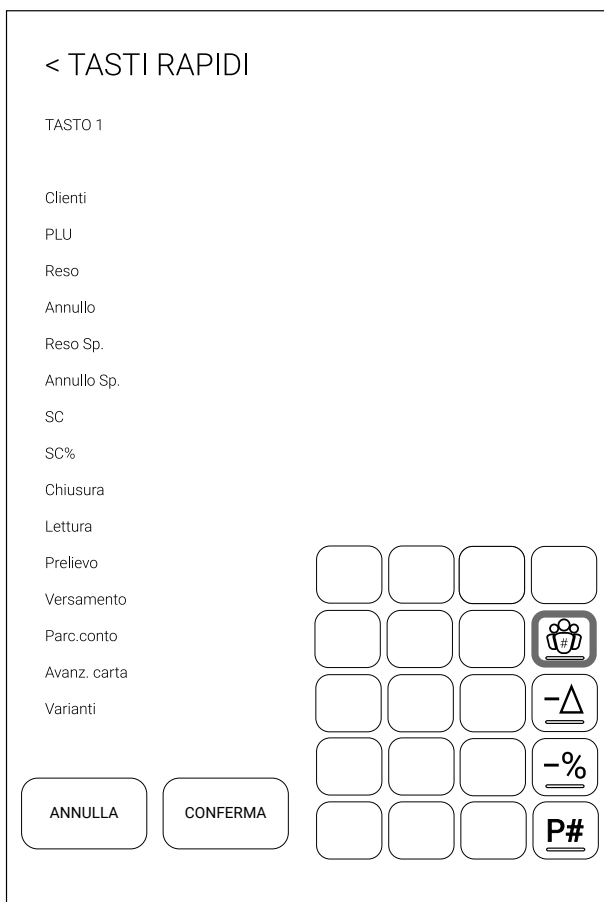 < TASTI RAPIDI
TASTO 1
Clienti
PLU
Reso
Annullo
Reso Sp.
Annullo Sp.
SC
SC%
Chiusura
Lettura
Prelievo
Versamento
Parc.conto
Avanz. carta
Varianti
#
-Δ
-%
ANNULLA
CONFERMA
P#